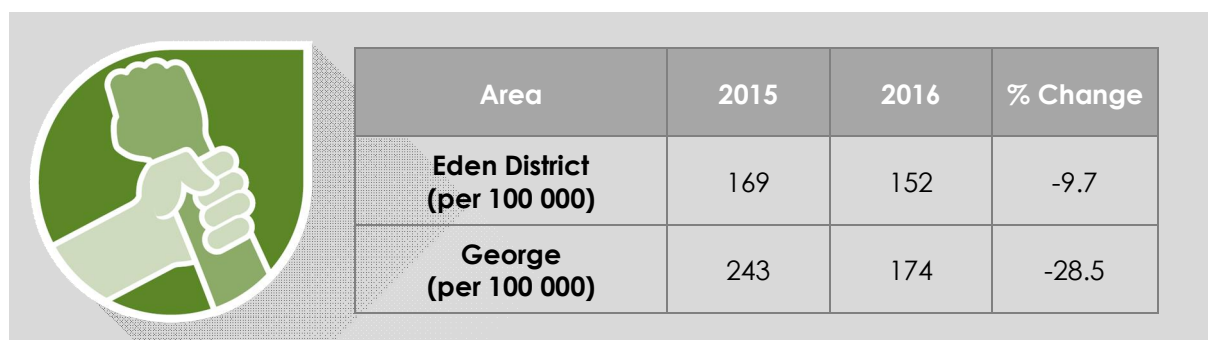 Area 2015 2016 % Change
Eden District
(per 100 000) 169 152 -9.7
George
(per 100 000) 243 174 -28.5